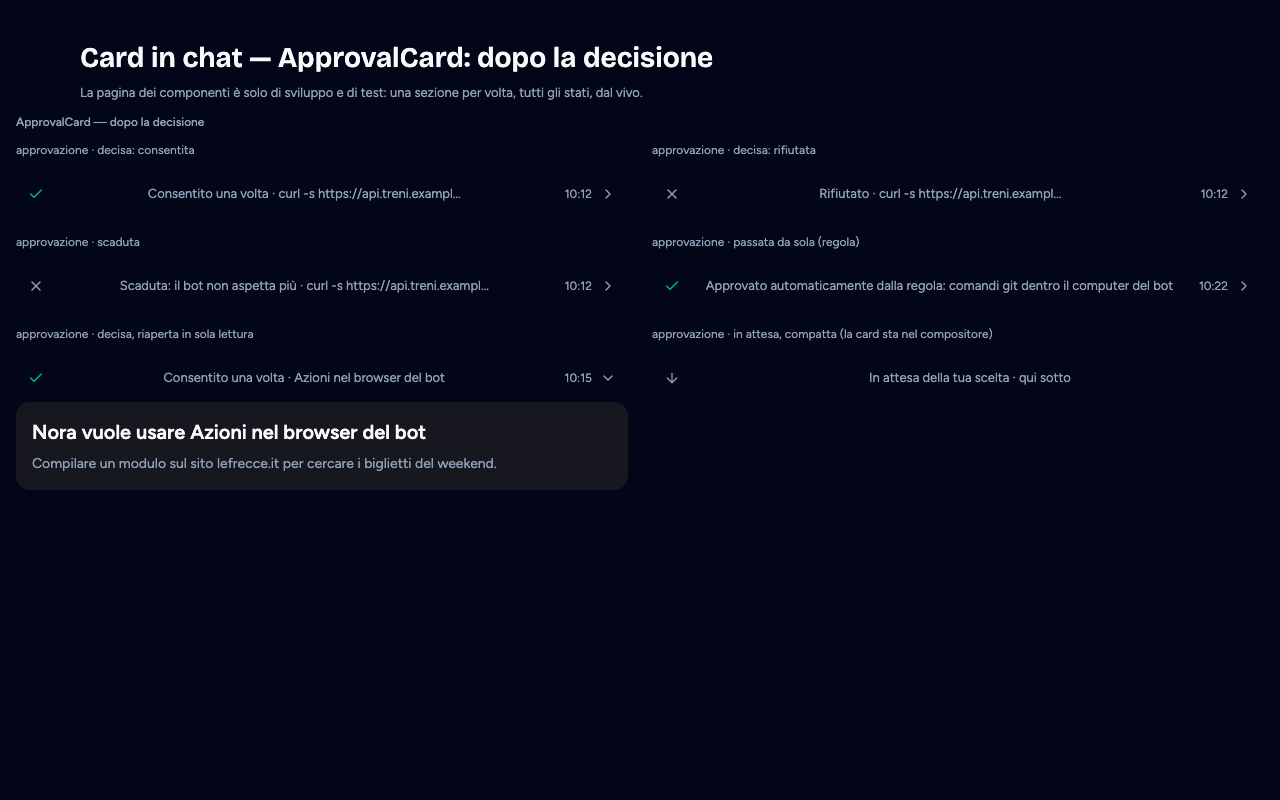 Card in chat — ApprovalCard: dopo la decisione
La pagina dei componenti è solo di sviluppo e di test: una sezione per volta, tutti gli stati, dal vivo.
ApprovalCard — dopo la decisione
approvazione · decisa: consentita
Consentito una volta · curl -s https://api.treni.exampl… 10:12
approvazione · decisa: rifiutata
Rifiutato · curl -s https://api.treni.exampl… 10:12
approvazione · scaduta
Scaduta: il bot non aspetta più · curl -s https://api.treni.exampl… 10:12
approvazione · passata da sola (regola)
Approvato automaticamente dalla regola: comandi git dentro il computer del bot 10:22
approvazione · decisa, riaperta in sola lettura
Consentito una volta · Azioni nel browser del bot 10:15
Nora vuole usare Azioni nel browser del bot
Compilare un modulo sul sito lefrecce.it per cercare i biglietti del weekend.
approvazione · in attesa, compatta (la card sta nel compositore)
In attesa della tua scelta · qui sotto